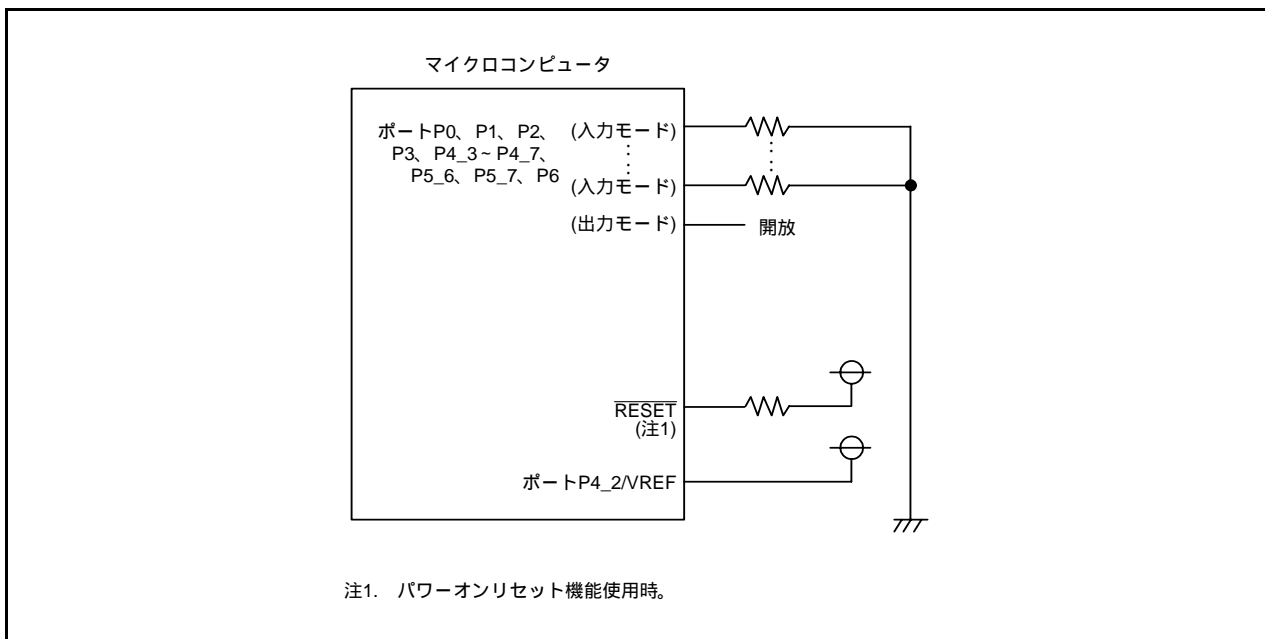 マイクロコンピュータ
ポートP0、P1、P2、 (入力モード)
P3、P4_3~P4_7、
P5_6、P5_7、P6 (入力モード)
(出力モード) 開放
RESET
(注1)
ポートP4_2/VREF
注1. パワーオンリセット機能使用時。